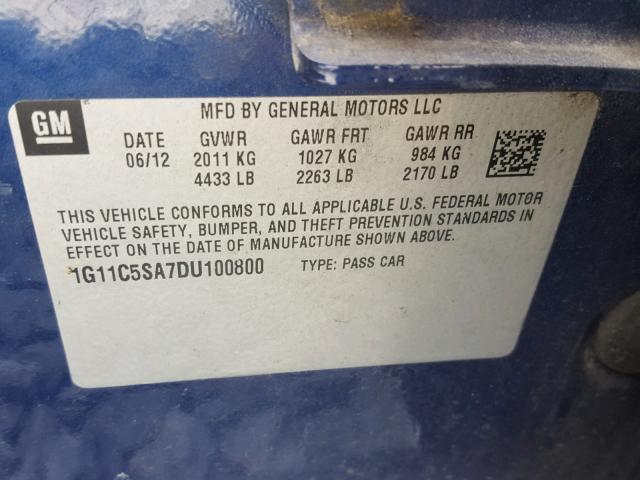 GM
MFD BY GENERAL MOTORS LLC
DATE GVWR GAWR FRT GAWR RR
06/12 2011 KG 1027 KG 984 KG
4433 LB 2263 LB 2170 LB
THIS VEHICLE CONFORMS TO ALL APPLICABLE U.S. FEDERAL MOTOR
VEHICLE SAFETY, BUMPER, AND THEFT PREVENTION STANDARDS IN
EFFECT ON THE DATE OF MANUFACTURE SHOWN ABOVE.
1G11C5SA7DU100800 TYPE: PASS CAR